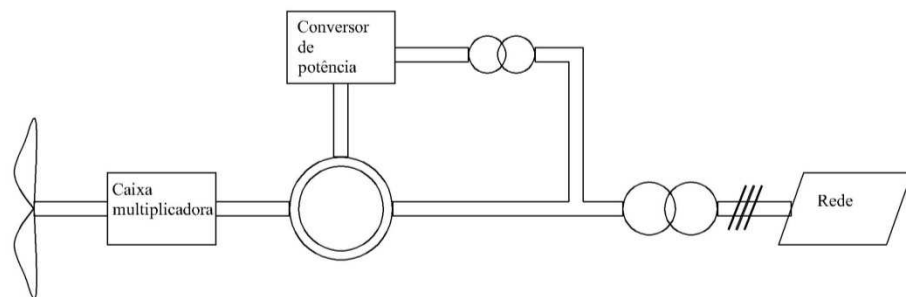 Conversor
de
potência
Caixa
multiplicadora
Rede